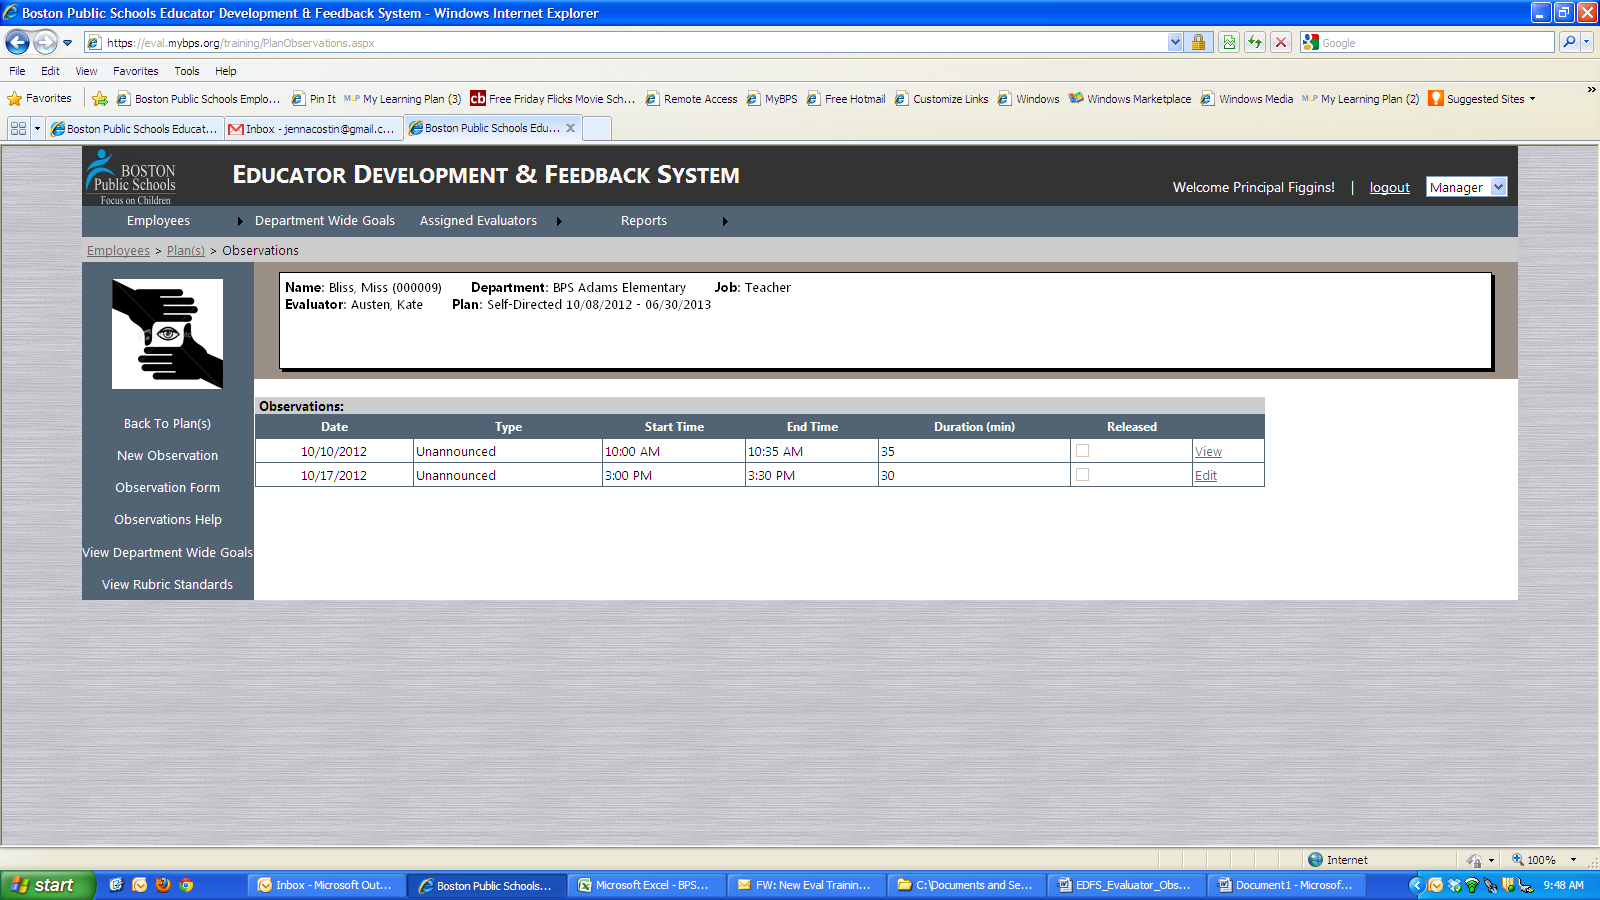 Boston Public Schools Educator Development & Feedback System - Windows Internet Explorer
https://eval.mybps.org/training/PlanObservations.aspx
Google
File Edit View Favorites Tools Help
Favorites Boston Public Schools Emplo... Pin It My Learning Plan (3) Free Friday Flicks Movie Sch... Remote Access MyBPS Free Hotmail Customize Links Windows Windows Marketplace Windows Media My Learning Plan (2) Suggested Sites
Boston Public Schools Educat... Inbox - jennacostin@gmail.c... Boston Public Schools Edu...
BOSTON
Public Schools
Focus on Children
EDUCATOR DEVELOPMENT & FEEDBACK SYSTEM
Welcome Principal Figgins! | logout Manager
Employees Department Wide Goals Assigned Evaluators Reports
Employees > Plan(s) > Observations
Name: Bliss, Miss (000009) Department: BPS Adams Elementary Job: Teacher
Evaluator: Austen, Kate Plan: Self-Directed 10/08/2012 - 06/30/2013
Back To Plan(s)
New Observation
Observation Form
Observations Help
View Department Wide Goals
View Rubric Standards
Observations:
Date Type Start Time End Time Duration (min) Released
10/10/2012 Unannounced 10:00 AM 10:35 AM 35 View
10/17/2012 Unannounced 3:00 PM 3:30 PM 30 Edit
Internet 100%
start Inbox - Microsoft Out... Boston Public Schools... Microsoft Excel - BPS... FW: New Eval Trainin... C:\Documents and Se... EDFS_Evaluator_Obs... Document1 - Microsof... 9:48 AM